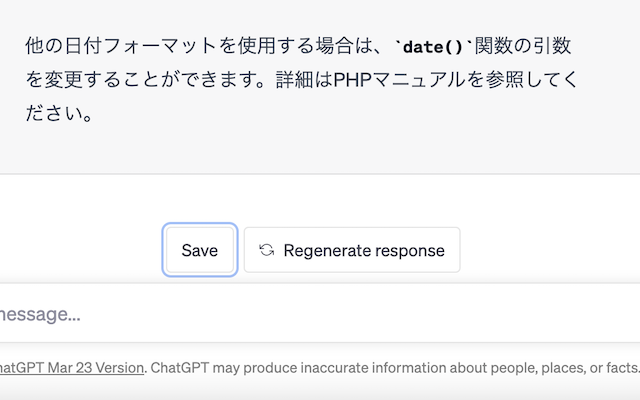 他の日付フォーマットを使用する場合は、`date()`関数の引数
を変更することができます。詳細はPHPマニュアルを参照してく
ださい。
Save
Regenerate response
message...
hatGPT Mar 23 Version. ChatGPT may produce inaccurate information about people, places, or facts.